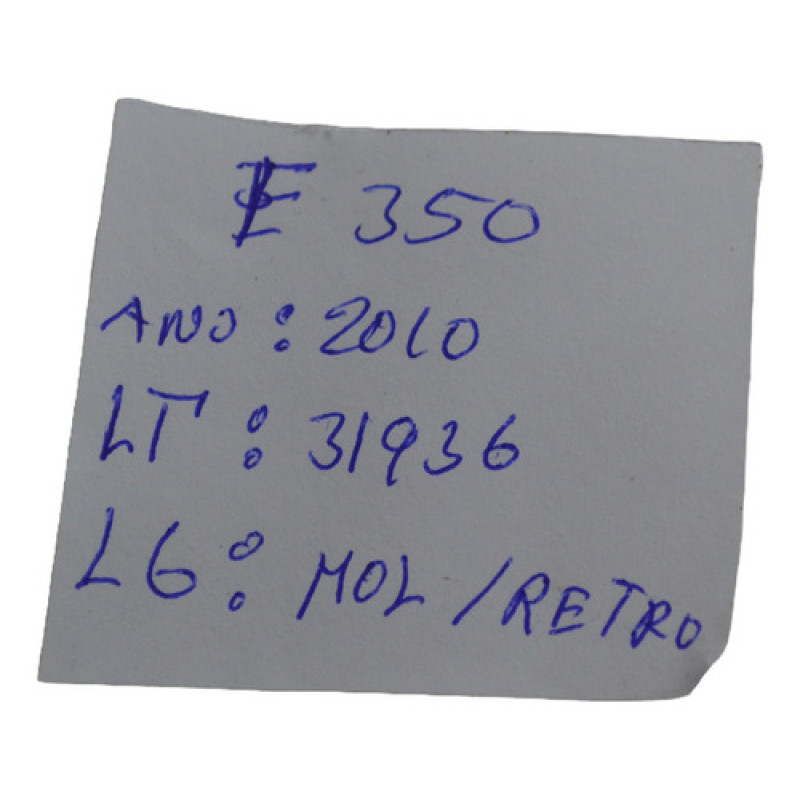 E 350
ANO: 2010
LT: 31936
LG: MOL/RETRO